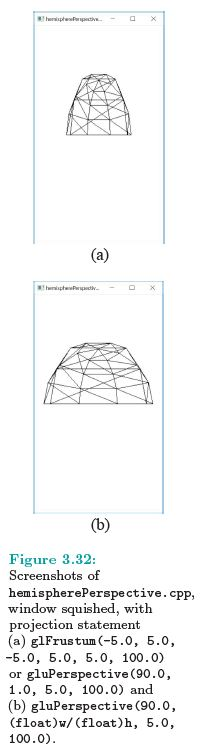 hemispherePerspectiv...
(a)
hemispherePerspectiv...
(b)
Figure 3.32:
Screenshots of
hemispherePerspective.cpp,
window squished, with
projection statement
(a) glFrustum(-5.0, 5.0,
-5.0, 5.0, 5.0, 100.0)
or gluPerspective(90.0,
1.0, 5.0, 100.0) and
(b) gluPerspective(90.0,
(float)w/(float)h, 5.0,
100.0).